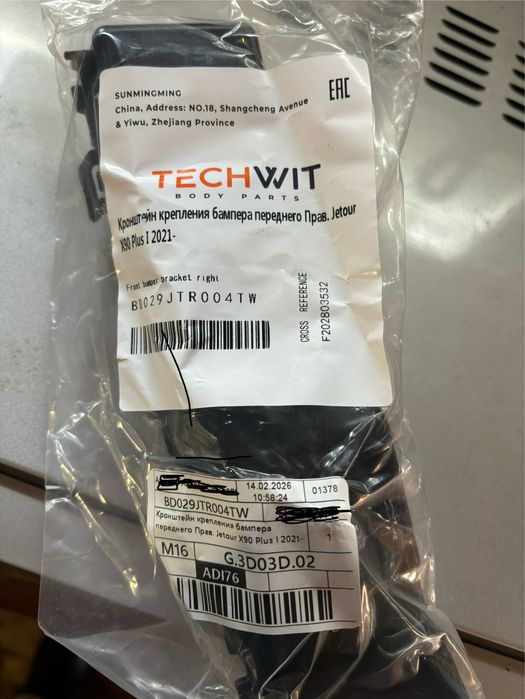 SUNMINGMING
China, Address: NO.18, Shangcheng Avenue
& Yiwu, Zhejiang Province
EAC
TECHWIT
BODY PARTS
Кронштейн крепления бампера переднего Прав. Jetour
X90 Plus I 2021-
Front bumper bracket right
BD029JTR004TW
CROSS REFERENCE
F202803532
14.02.2026
10:58:24
01378
BD029JTR004TW
Кронштейн крепления бампера
переднего Прав. Jetour X90 Plus I 2021-
1
M16
G.3D03D.02
ADI76